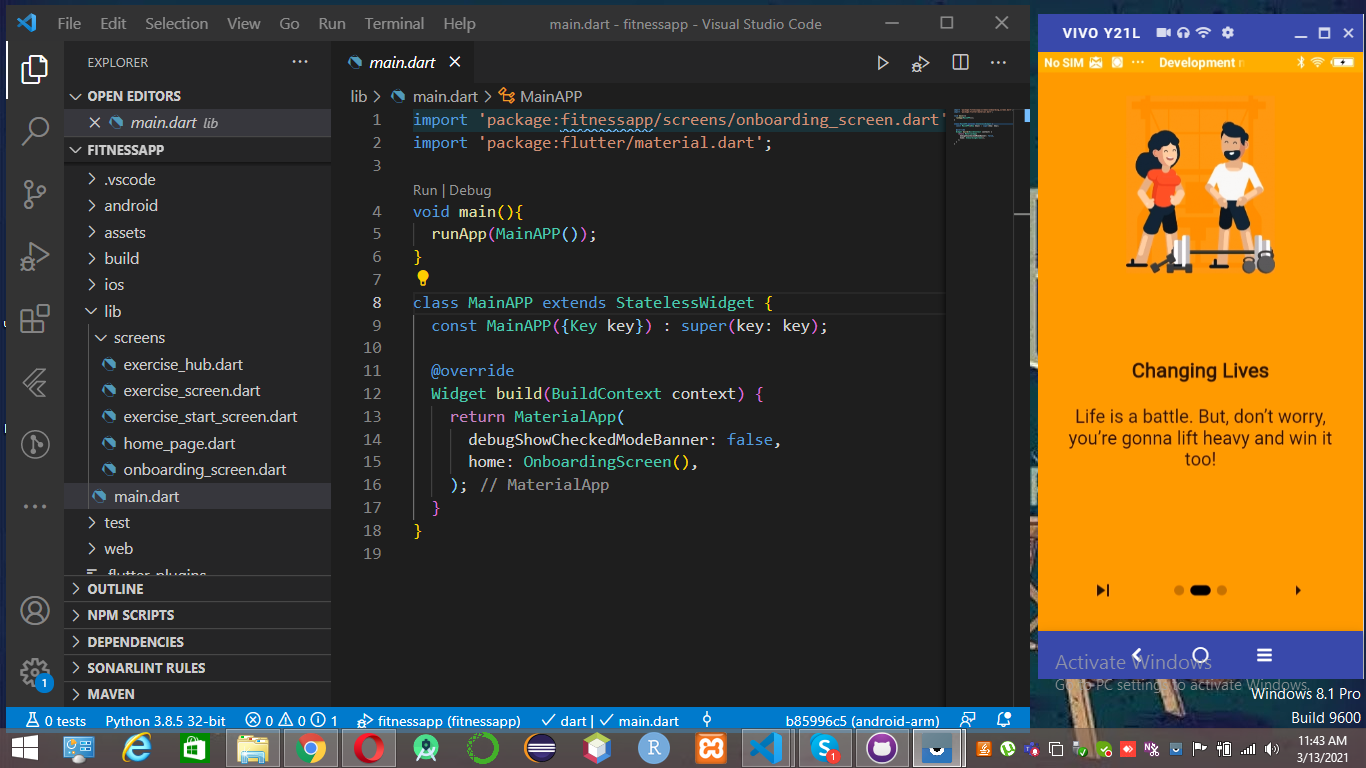 File Edit Selection View Go Run Terminal Help
main.dart - fitnessapp - Visual Studio Code
EXPLORER
OPEN EDITORS
main.dart lib
FITNESSAPP
.vscode
android
assets
build
ios
lib
screens
exercise_hub.dart
exercise_screen.dart
exercise_start_screen.dart
home_page.dart
onboarding_screen.dart
main.dart
test
web
.flutter-plugins
OUTLINE
NPM SCRIPTS
DEPENDENCIES
SONARLINT RULES
MAVEN
1
main.dart
lib > main.dart > MainAPP
1 import 'package:fitnessapp/screens/onboarding_screen.dart'
2 import 'package:flutter/material.dart';
3
Run | Debug
4 void main(){
5 runApp(MainAPP());
6 }
7
8 class MainAPP extends StatelessWidget {
9 const MainAPP({Key key}) : super(key: key);
10
11 @override
12 Widget build(BuildContext context) {
13 return MaterialApp(
14 debugShowCheckedModeBanner: false,
15 home: OnboardingScreen(),
16 ); // MaterialApp
17 }
18 }
19
0 tests Python 3.8.5 32-bit 0 0 1 fitnessapp (fitnessapp) dart | main.dart b85996c5 (android-arm)
VIVO Y21L
No SIM Development
Changing Lives
Life is a battle. But, don't worry,
you're gonna lift heavy and win it
too!
Activate Windows
Go to PC settings to activate Windows.
Windows 8.1 Pro
Build 9600
11:43 AM
3/13/2021